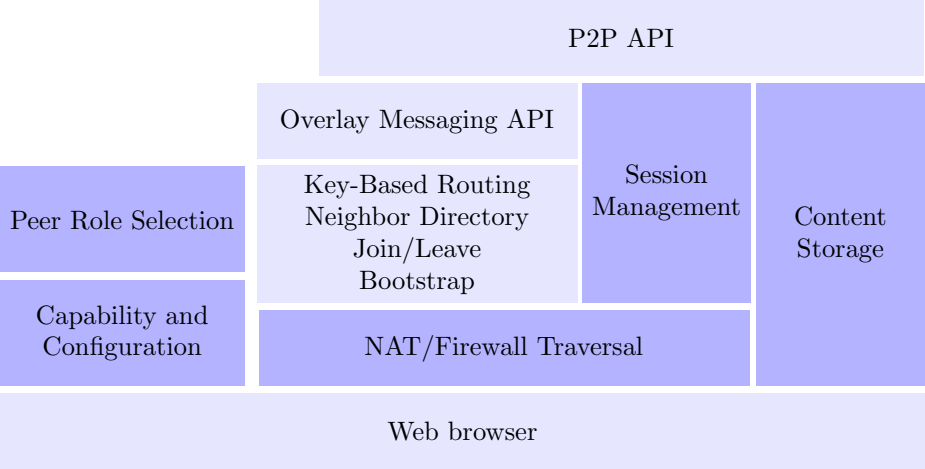 P2P API
Overlay Messaging API
Session
Management
Content
Storage
Peer Role Selection
Key-Based Routing
Neighbor Directory
Join/Leave
Bootstrap
Capability and
Configuration
NAT/Firewall Traversal
Web browser